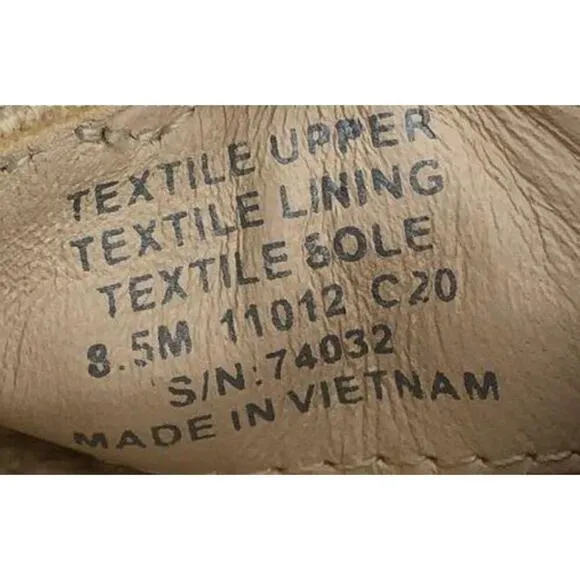 TEXTILE UPPER
TEXTILE LINING
TEXTILE SOLE
8.5M 11012 C20
S/N:74032
MADE IN VIETNAM